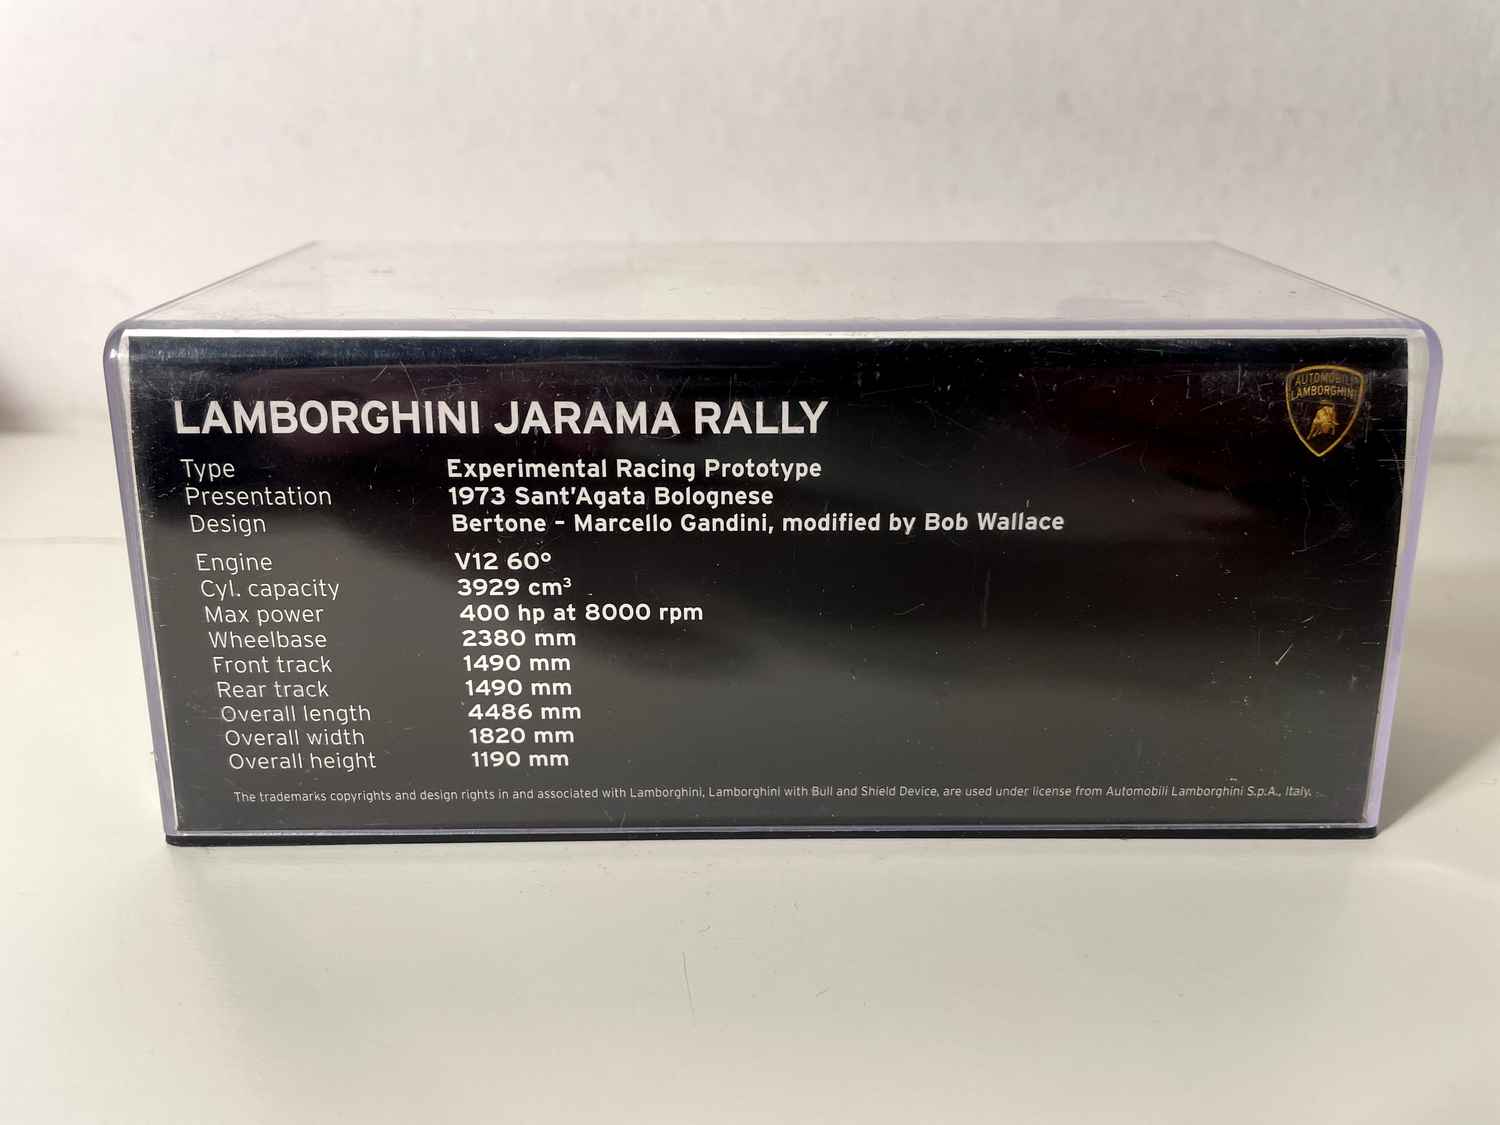 AUTOMOBILI
LAMBORGHINI
LAMBORGHINI JARAMA RALLY
Type Experimental Racing Prototype
Presentation 1973 Sant'Agata Bolognese
Design Bertone – Marcello Gandini, modified by Bob Wallace
Engine V12 60°
Cyl. capacity 3929 cm³
Max power 400 hp at 8000 rpm
Wheelbase 2380 mm
Front track 1490 mm
Rear track 1490 mm
Overall length 4486 mm
Overall width 1820 mm
Overall height 1190 mm
The trademarks copyrights and design rights in and associated with Lamborghini, Lamborghini with Bull and Shield Device, are used under license from Automobili Lamborghini S.p.A., Italy.